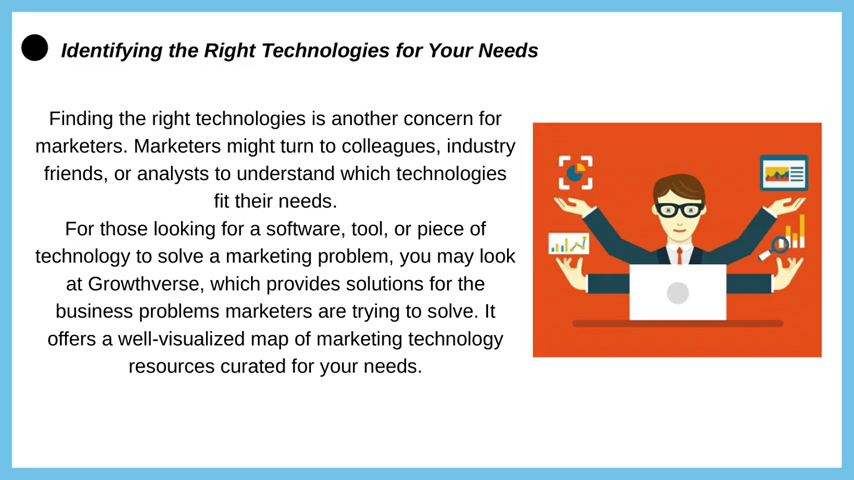 Identifying the Right Technologies for Your Needs
Finding the right technologies is another concern for
marketers. Marketers might turn to colleagues, industry
friends, or analysts to understand which technologies
fit their needs.
For those looking for a software, tool, or piece of
technology to solve a marketing problem, you may look
at Growthverse, which provides solutions for the
business problems marketers are trying to solve. It
offers a well-visualized map of marketing technology
resources curated for your needs.